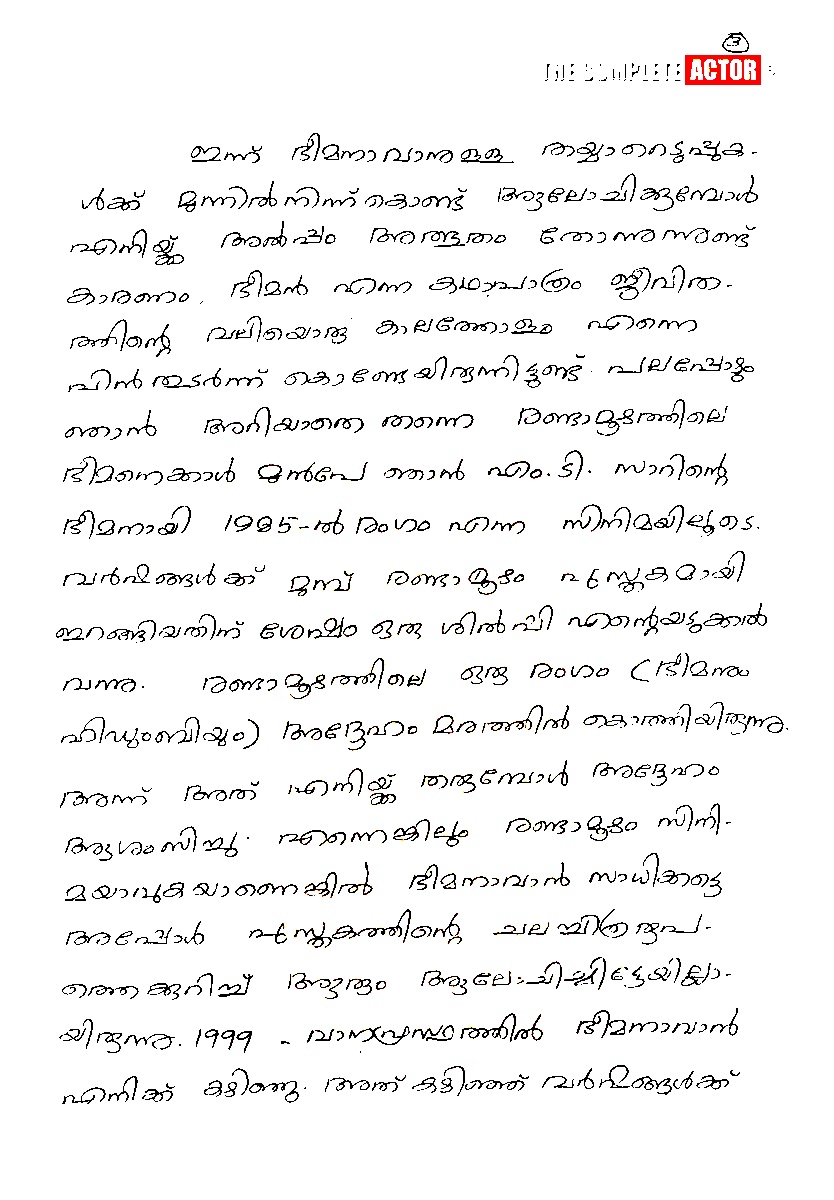 3
THE COMPLETE ACTOR
ഇന്ന് ഭീമനാവാനുള്ള തയ്യാറെടുപ്പുക-
ൾക്ക് മുന്നിൽ നിന്ന് കൊണ്ട് ആലോചിക്കുമ്പോൾ
എനിയ്ക്ക് അൽപ്പം അത്ഭുതം തോന്നുന്നുണ്ട്
കാരണം, ഭീമൻ എന്ന കഥാപാത്രം ജീവിത-
ത്തിന്റെ വലിയൊരു കാലത്തോളം എന്നെ
പിൻതുടർന്ന് കൊണ്ടേയിരുന്നിട്ടുണ്ട്. പലപ്പോഴും
ഞാൻ അറിയാതെ തന്നെ രണ്ടാമൂഴത്തിലെ
ഭീമനെക്കാൾ മുൻപേ ഞാൻ എം.ടി. സാറിന്റെ
ഭീമനായി 1985-ൽ രംഗം എന്ന സിനിമയിലൂടെ.
വർഷങ്ങൾക്ക് മുമ്പ് രണ്ടാമൂഴം പുസ്തകമായി
ഇറങ്ങിയതിന് ശേഷം ഒരു ശിൽപ്പി എന്റെയടുക്കൽ
വന്നു. രണ്ടാമൂഴത്തിലെ ഒരു രംഗം (ഭീമനും
ഹിഡുംബിയും) അദ്ദേഹം മരത്തിൽ കൊത്തിയിരുന്നു.
അന്ന് അത് എനിയ്ക്ക് തരുമ്പോൾ അദ്ദേഹം
ആശംസിച്ചു. എന്നെങ്കിലും രണ്ടാമൂഴം സിനി-
മയാവുകയാണെങ്കിൽ ഭീമനാവാൻ സാധിക്കട്ടെ
അപ്പോൾ പുസ്തകത്തിന്റെ ചലച്ചിത്രരൂപ-
ത്തെക്കുറിച്ച് ആരും ആലോചിച്ചിട്ടേയില്ലാ-
യിരുന്നു. 1999 - വാനപ്രസ്ഥത്തിൽ ഭീമനാവാൻ
എനിക്ക് കഴിഞ്ഞു. അത് കഴിഞ്ഞ് വർഷങ്ങൾക്ക്